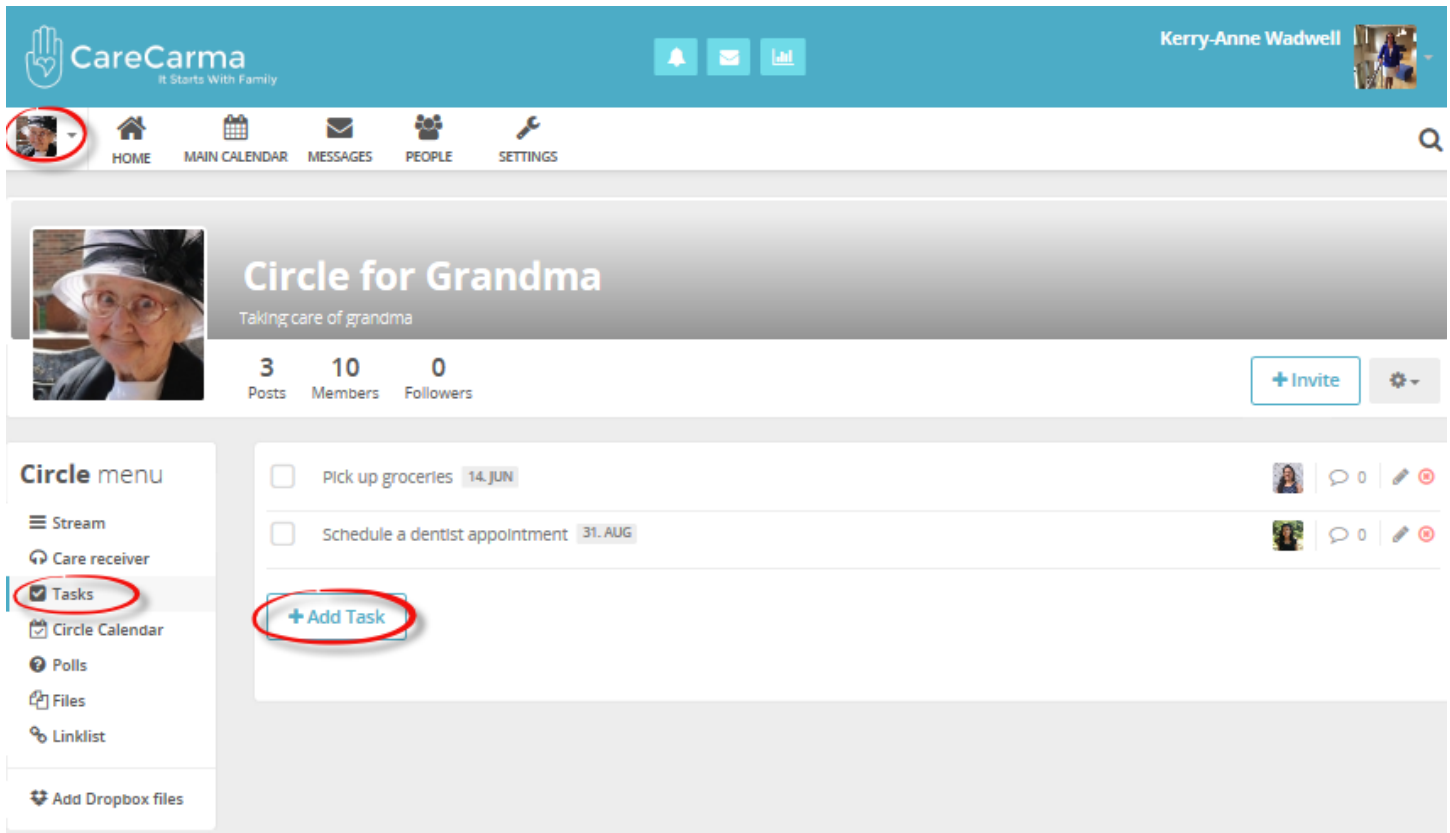 CareCarma
It Starts With Family
Kerry-Anne Wadwell
HOME
MAIN CALENDAR
MESSAGES
PEOPLE
SETTINGS
Circle for Grandma
Taking care of grandma
3
Posts
10
Members
0
Followers
+Invite
Circle menu
Stream
Care receiver
Tasks
Circle Calendar
Polls
Files
Linklist
Add Dropbox files
Pick up groceries 14. JUN
0
Schedule a dentist appointment 31. AUG
0
+Add Task